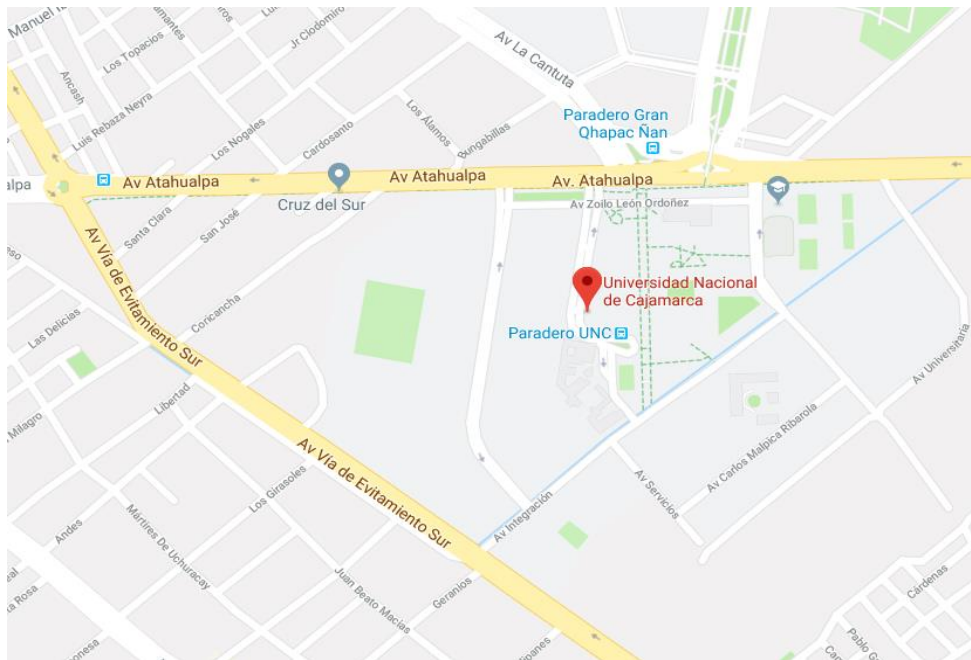 Manuel
Los Topacios
Jr Clodomiro
Av La Cantuta
Ancash
Luis Rebaza Neyra
Los Nogales
Cardosanto
Los Álamos
Bungabillas
Paradero Gran
Qhapac Ñan
alpa
Av Atahualpa
Av Atahualpa
Av. Atahualpa
Cruz del Sur
Av Zoilo León Ordoñez
Santa Clara
San José
Av Vía de Evitamiento Sur
Universidad Nacional
de Cajamarca
Las Delicias
Coricancha
Paradero UNC
Av Universitaria
Libertad
Milagro
Av Carlos Malpica Ribarola
Av Vía de Evitamiento Sur
Los Girasoles
Av Servicios
Av Integración
Andes
Mártires De Uchuracay
Juan Beato Macias
Geranios
Cárdenas
Rosa
Pablo G